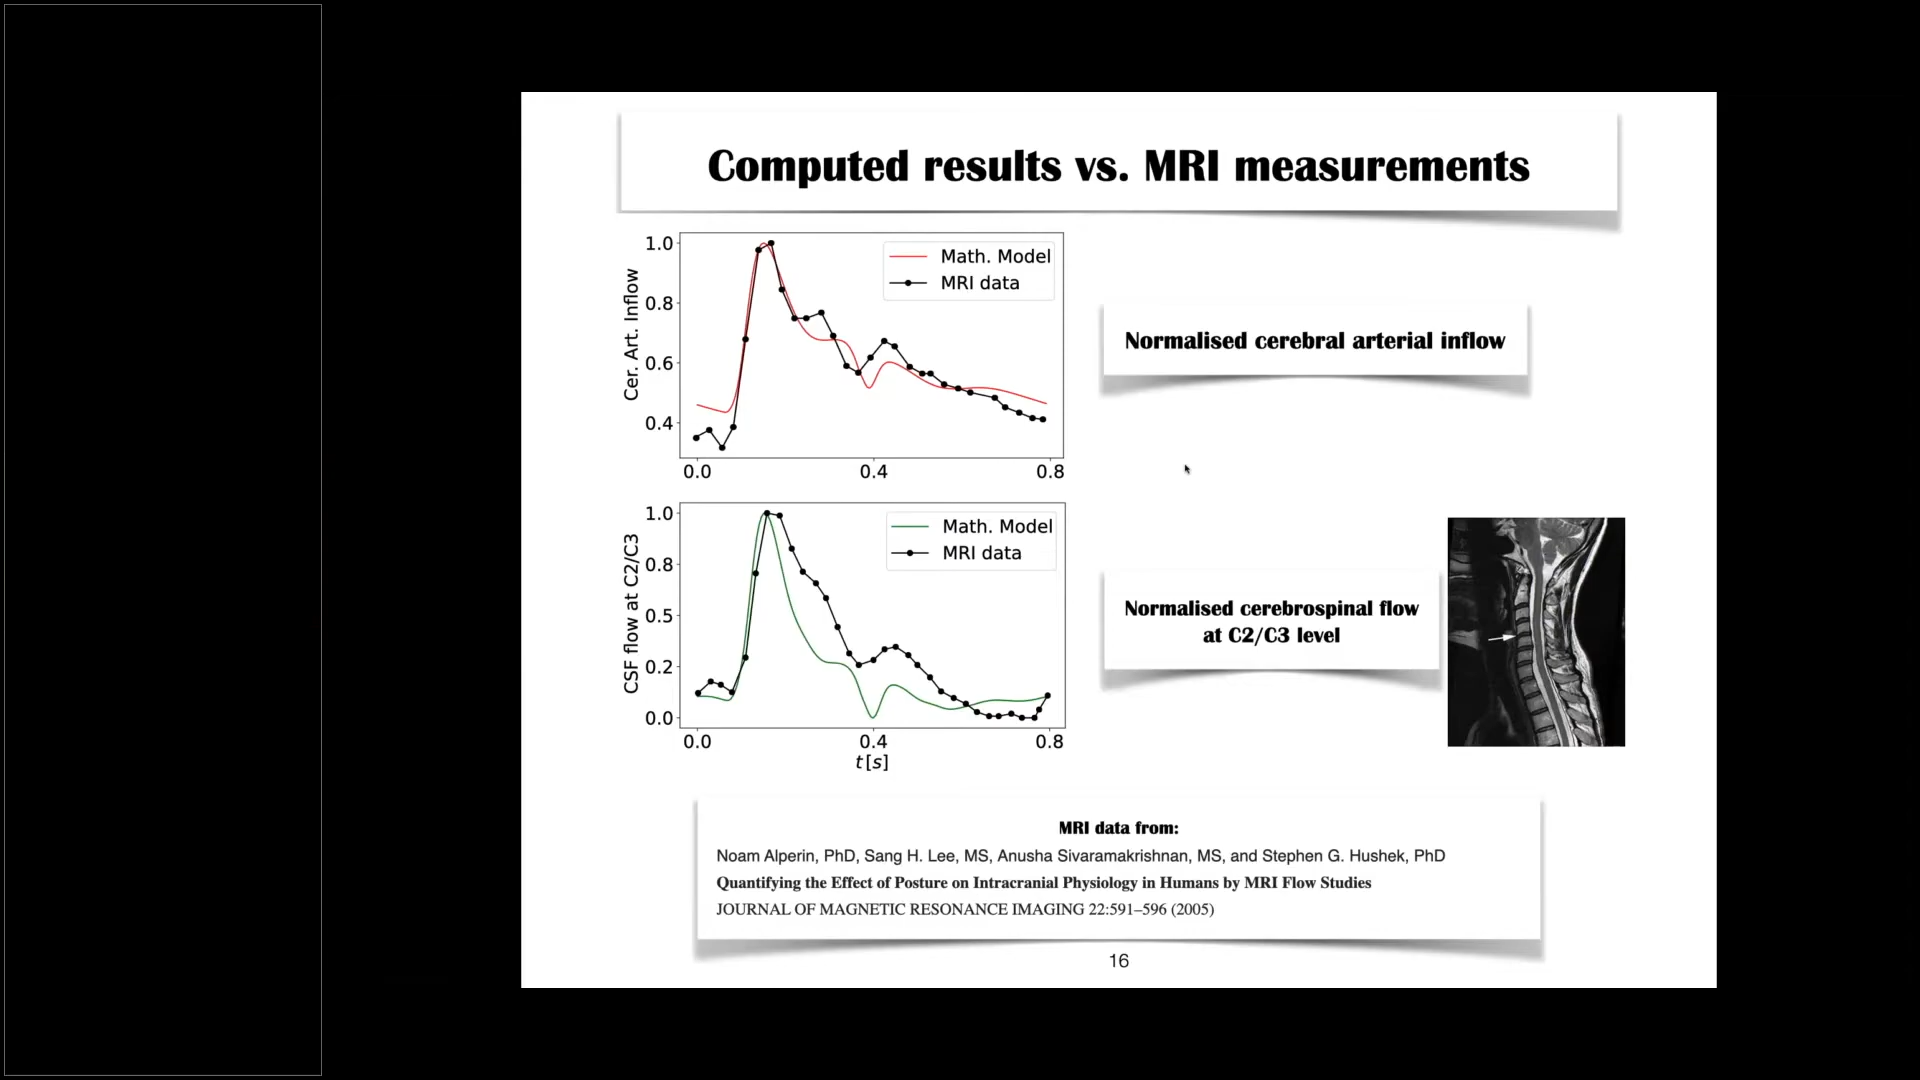 Computed results vs. MRI measurements
1.0
0.8
0.6
0.4
Cer. Art. Inflow
Math. Model
MRI data
0.0
0.4
0.8
Normalised cerebral arterial inflow
1.0
0.8
0.5
0.2
0.0
CSF flow at C2/C3
Math. Model
MRI data
0.0
0.4
0.8
t [s]
Normalised cerebrospinal flow
at C2/C3 level
MRI data from:
Noam Alperin, PhD, Sang H. Lee, MS, Anusha Sivaramakrishnan, MS, and Stephen G. Hushek, PhD
Quantifying the Effect of Posture on Intracranial Physiology in Humans by MRI Flow Studies
JOURNAL OF MAGNETIC RESONANCE IMAGING 22:591–596 (2005)
16